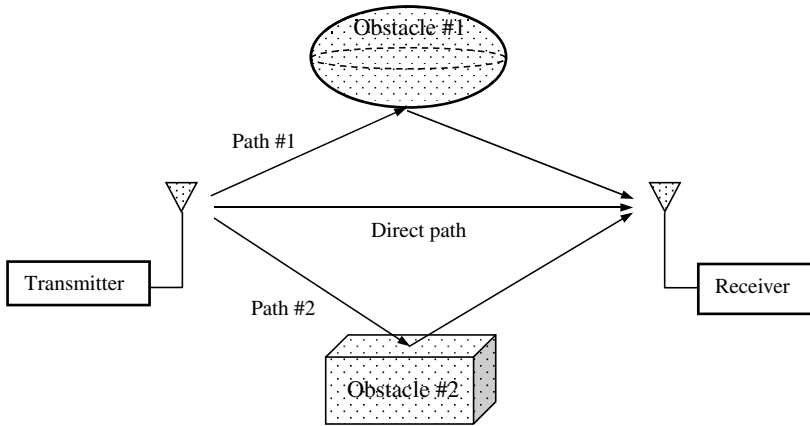 Obstacle #1
Path #1
Direct path
Transmitter
Receiver
Path #2
Obstacle #2